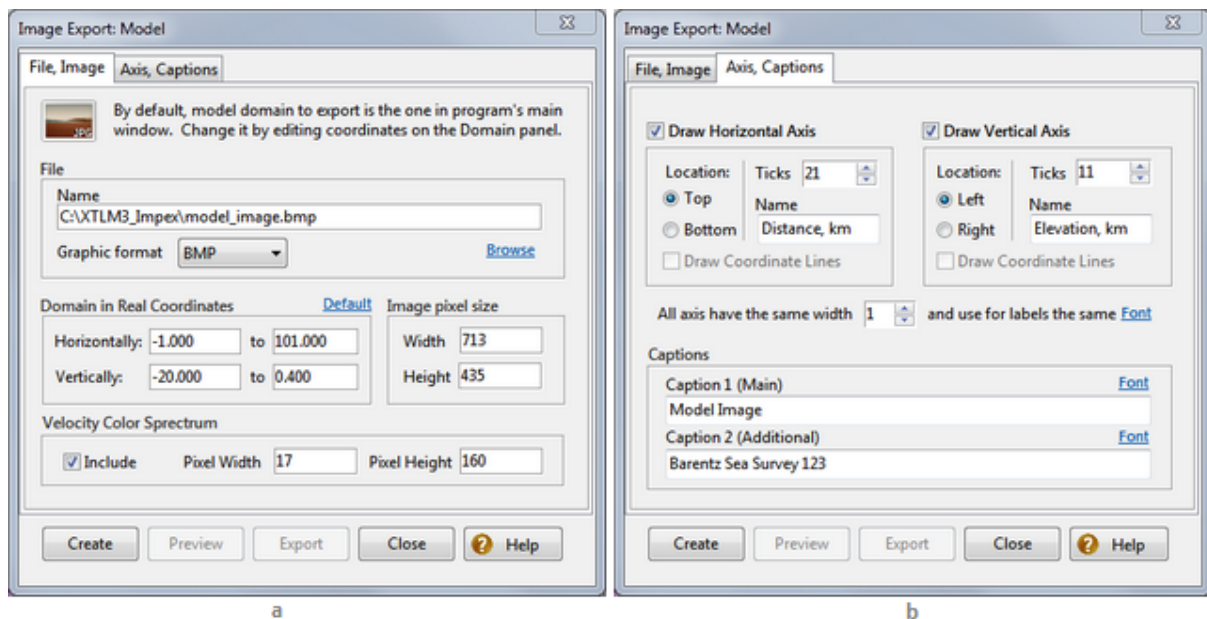 Image Export: Model
File, Image
Axis, Captions
JPG
By default, model domain to export is the one in program's main
window. Change it by editing coordinates on the Domain panel.
File
Name
C:\XTLM3_Impex\model_image.bmp
Graphic format BMP Browse
Domain in Real Coordinates Default
Horizontally: -1.000 to 101.000
Vertically: -20.000 to 0.400
Image pixel size
Width 713
Height 435
Velocity Color Sprectrum
Include Pixel Width 17 Pixel Height 160
Create Preview Export Close ? Help
a
Image Export: Model
File, Image
Axis, Captions
Draw Horizontal Axis
Location: Ticks 21
Top Name
Bottom Distance, km
Draw Coordinate Lines
Draw Vertical Axis
Location: Ticks 11
Left Name
Right Elevation, km
Draw Coordinate Lines
All axis have the same width 1 and use for labels the same Font
Captions
Caption 1 (Main) Font
Model Image
Caption 2 (Additional) Font
Barentz Sea Survey 123
Create Preview Export Close ? Help
b